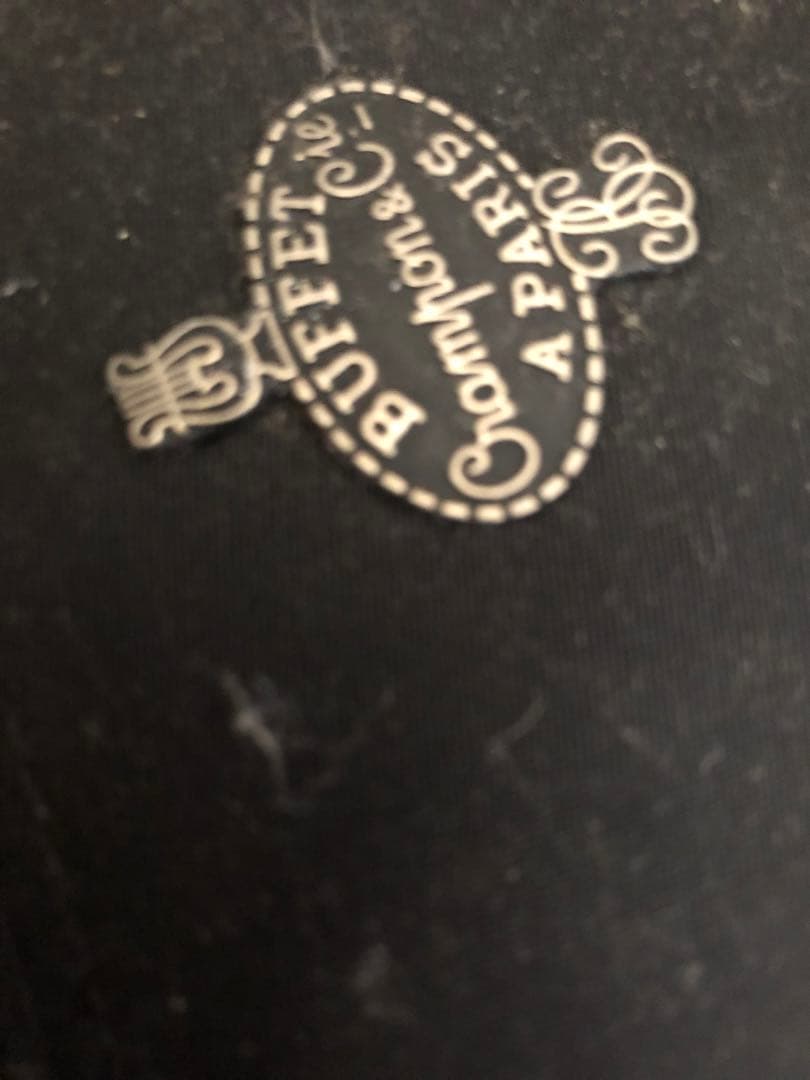 BUFFET
Crampon & Cie
A PARIS